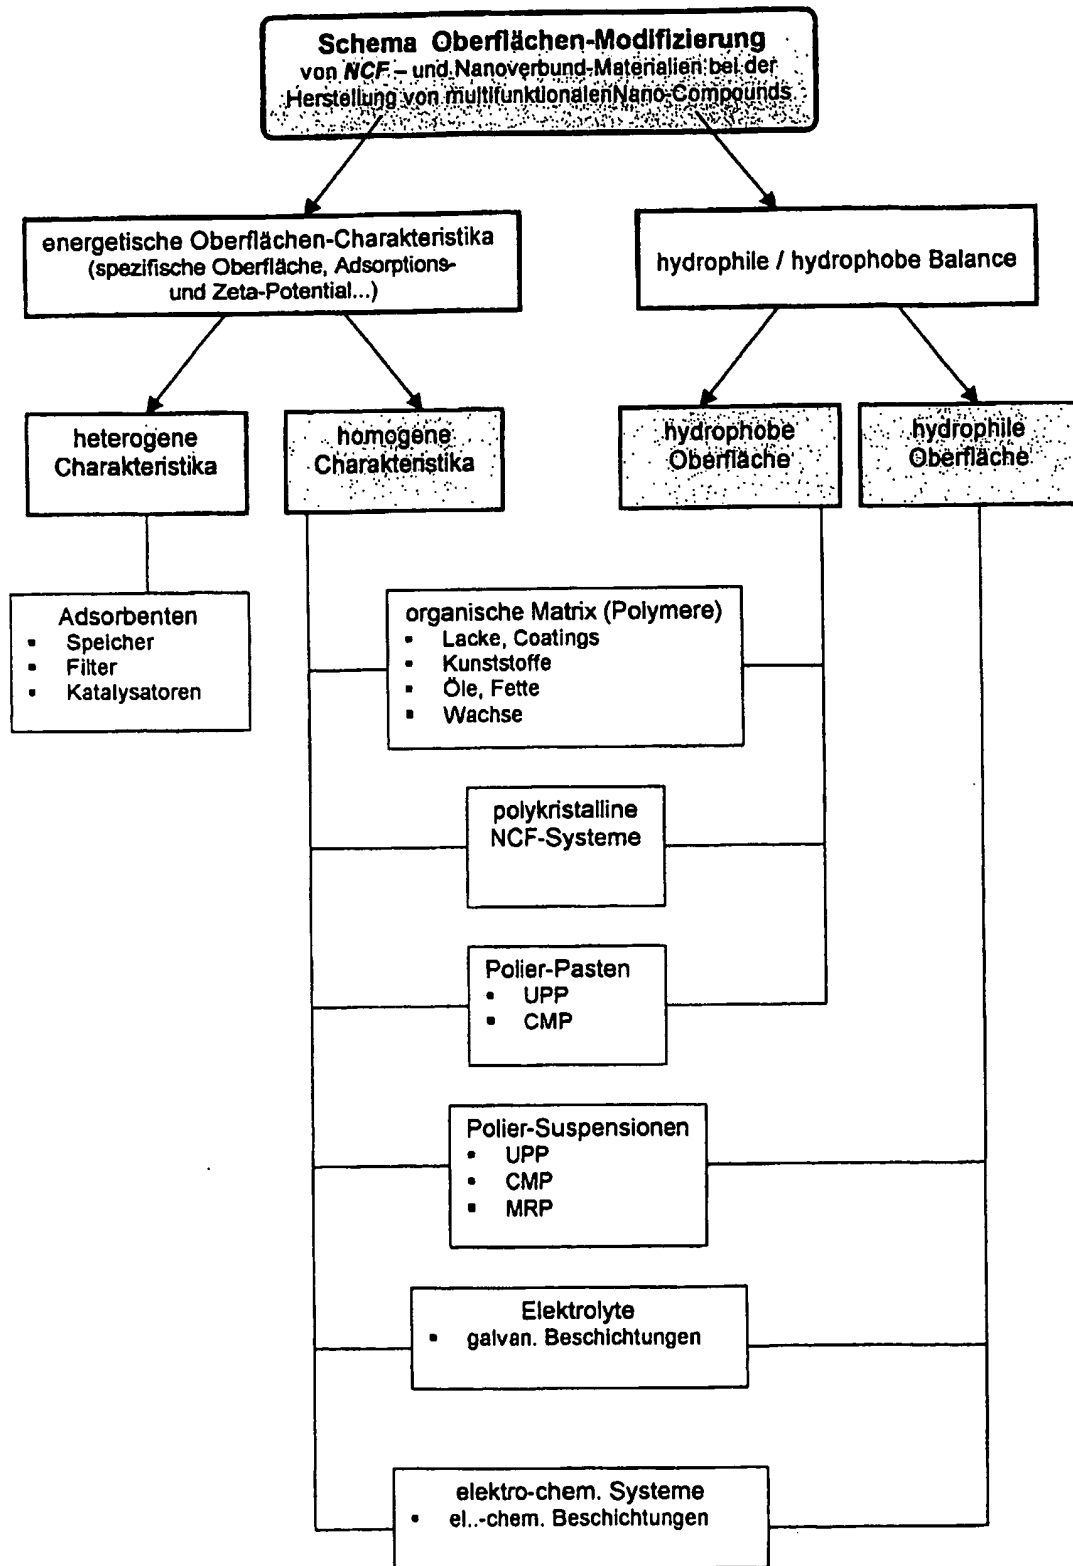 Schema Oberflächen-Modifizierung
von NCF – und Nanoverbund-Materialien bei der
Herstellung von multifunktionalenNano-Compounds
energetische Oberflächen-Charakteristika
(spezifische Oberfläche, Adsorptions-
und Zeta-Potential...)
hydrophile / hydrophobe Balance
heterogene
Charakteristika
homogene
Charakteristika
hydrophobe
Oberfläche
hydrophile
Oberfläche
Adsorbenten
▪ Speicher
▪ Filter
▪ Katalysatoren
organische Matrix (Polymere)
▪ Lacke, Coatings
▪ Kunststoffe
▪ Öle, Fette
▪ Wachse
polykristalline
NCF-Systeme
Polier-Pasten
▪ UPP
▪ CMP
Polier-Suspensionen
▪ UPP
▪ CMP
▪ MRP
Elektrolyte
▪ galvan. Beschichtungen
elektro-chem. Systeme
▪ el..-chem. Beschichtungen